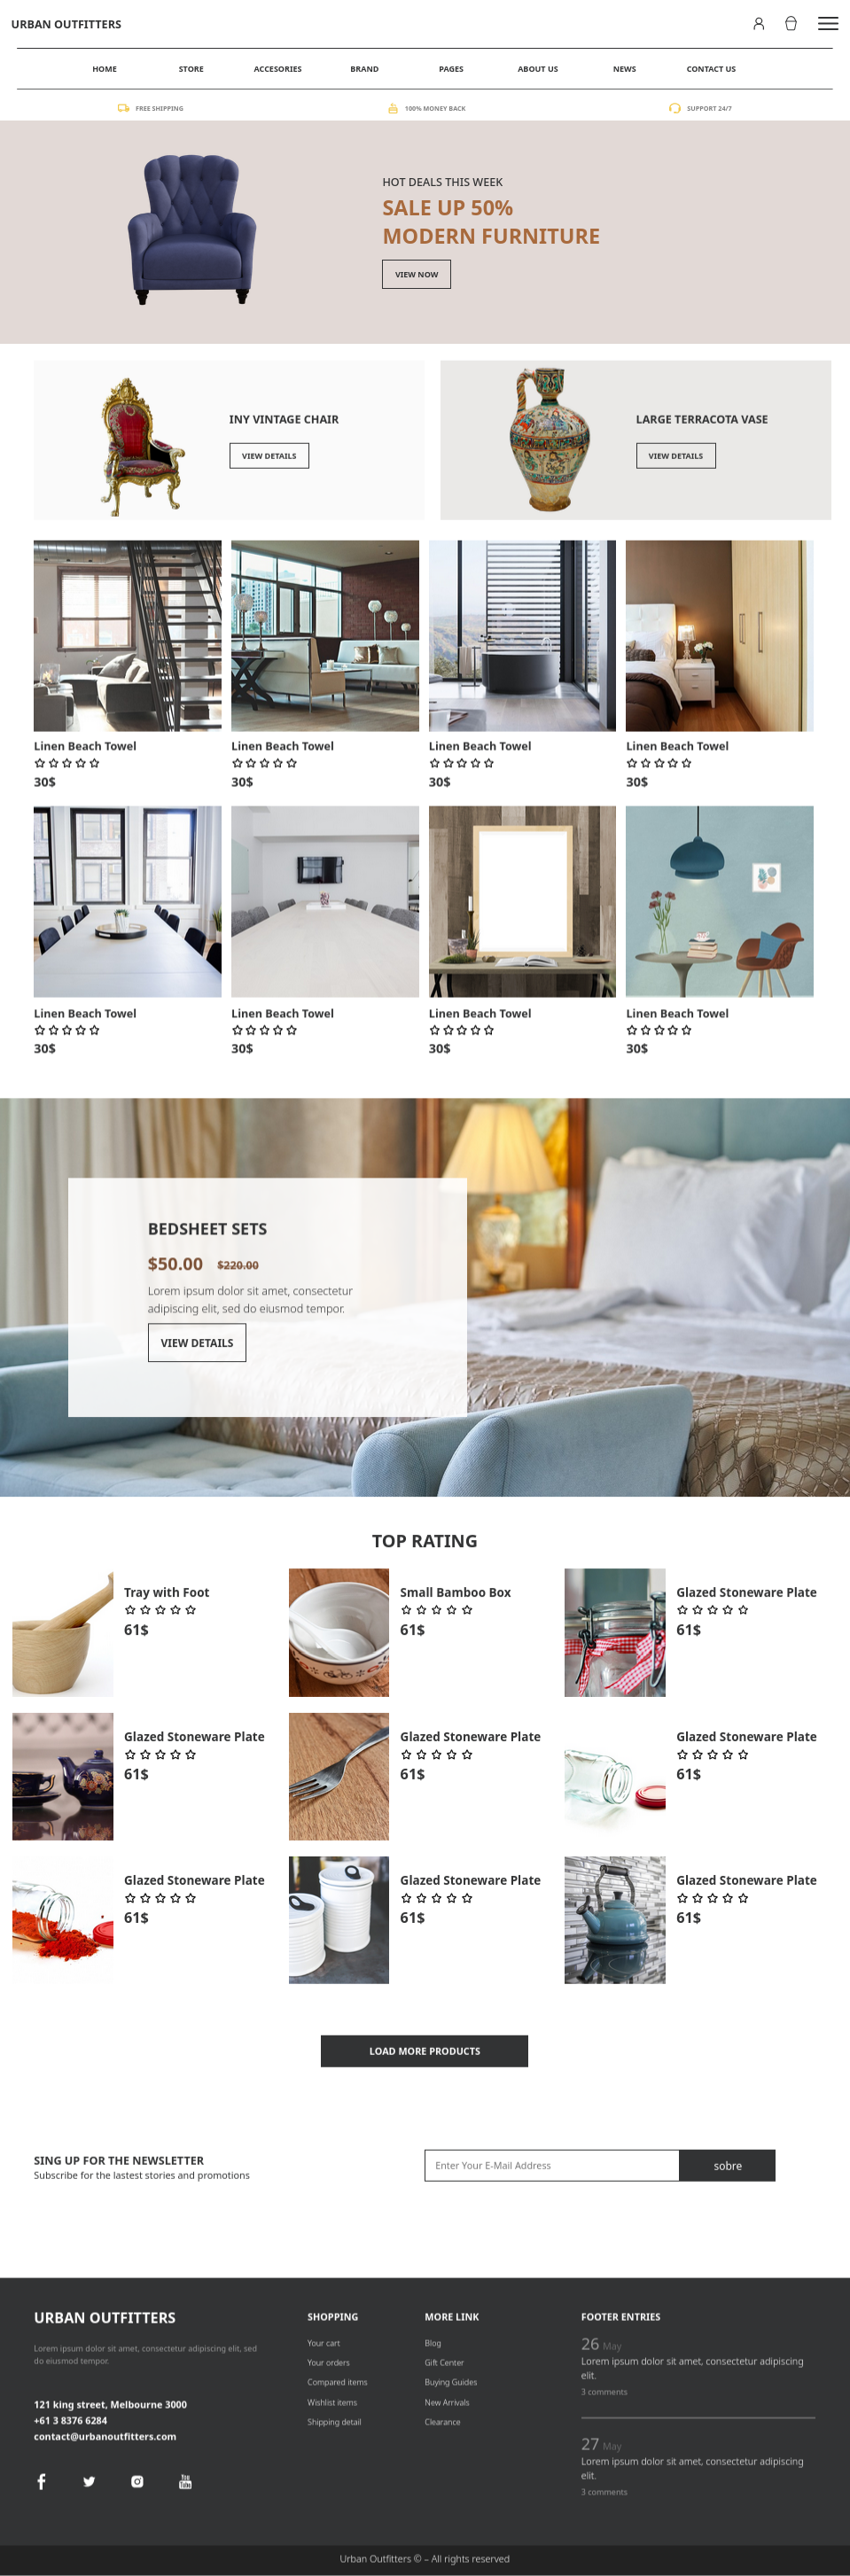 URBAN OUTFITTERS
HOME STORE ACCESORIES BRAND PAGES ABOUT US NEWS CONTACT US
FREE SHIPPING 100% MONEY BACK SUPPORT 24/7
HOT DEALS THIS WEEK
SALE UP 50%
MODERN FURNITURE
VIEW NOW
INY VINTAGE CHAIR
VIEW DETAILS
LARGE TERRACOTA VASE
VIEW DETAILS
Linen Beach Towel Linen Beach Towel Linen Beach Towel Linen Beach Towel
30$ 30$ 30$ 30$
Linen Beach Towel Linen Beach Towel Linen Beach Towel Linen Beach Towel
30$ 30$ 30$ 30$
BEDSHEET SETS
$50.00 $220.00
Lorem ipsum dolor sit amet, consectetur
adipiscing elit, sed do eiusmod tempor.
VIEW DETAILS
TOP RATING
Tray with Foot Small Bamboo Box Glazed Stoneware Plate
61$ 61$ 61$
Glazed Stoneware Plate Glazed Stoneware Plate Glazed Stoneware Plate
61$ 61$ 61$
Glazed Stoneware Plate Glazed Stoneware Plate Glazed Stoneware Plate
61$ 61$ 61$
LOAD MORE PRODUCTS
SING UP FOR THE NEWSLETTER
Subscribe for the lastest stories and promotions
Enter Your E-Mail Address sobre
URBAN OUTFITTERS
Lorem ipsum dolor sit amet, consectetur adipiscing elit, sed
do eiusmod tempor.
121 king street, Melbourne 3000
+61 3 8376 6284
contact@urbanoutfitters.com
You
Tube
SHOPPING
Your cart
Your orders
Compared items
Wishlist items
Shipping detail
MORE LINK
Blog
Gift Center
Buying Guides
New Arrivals
Clearance
FOOTER ENTRIES
26 May
Lorem ipsum dolor sit amet, consectetur adipiscing
elit.
3 comments
27 May
Lorem ipsum dolor sit amet, consectetur adipiscing
elit.
3 comments
Urban Outfitters © – All rights reserved